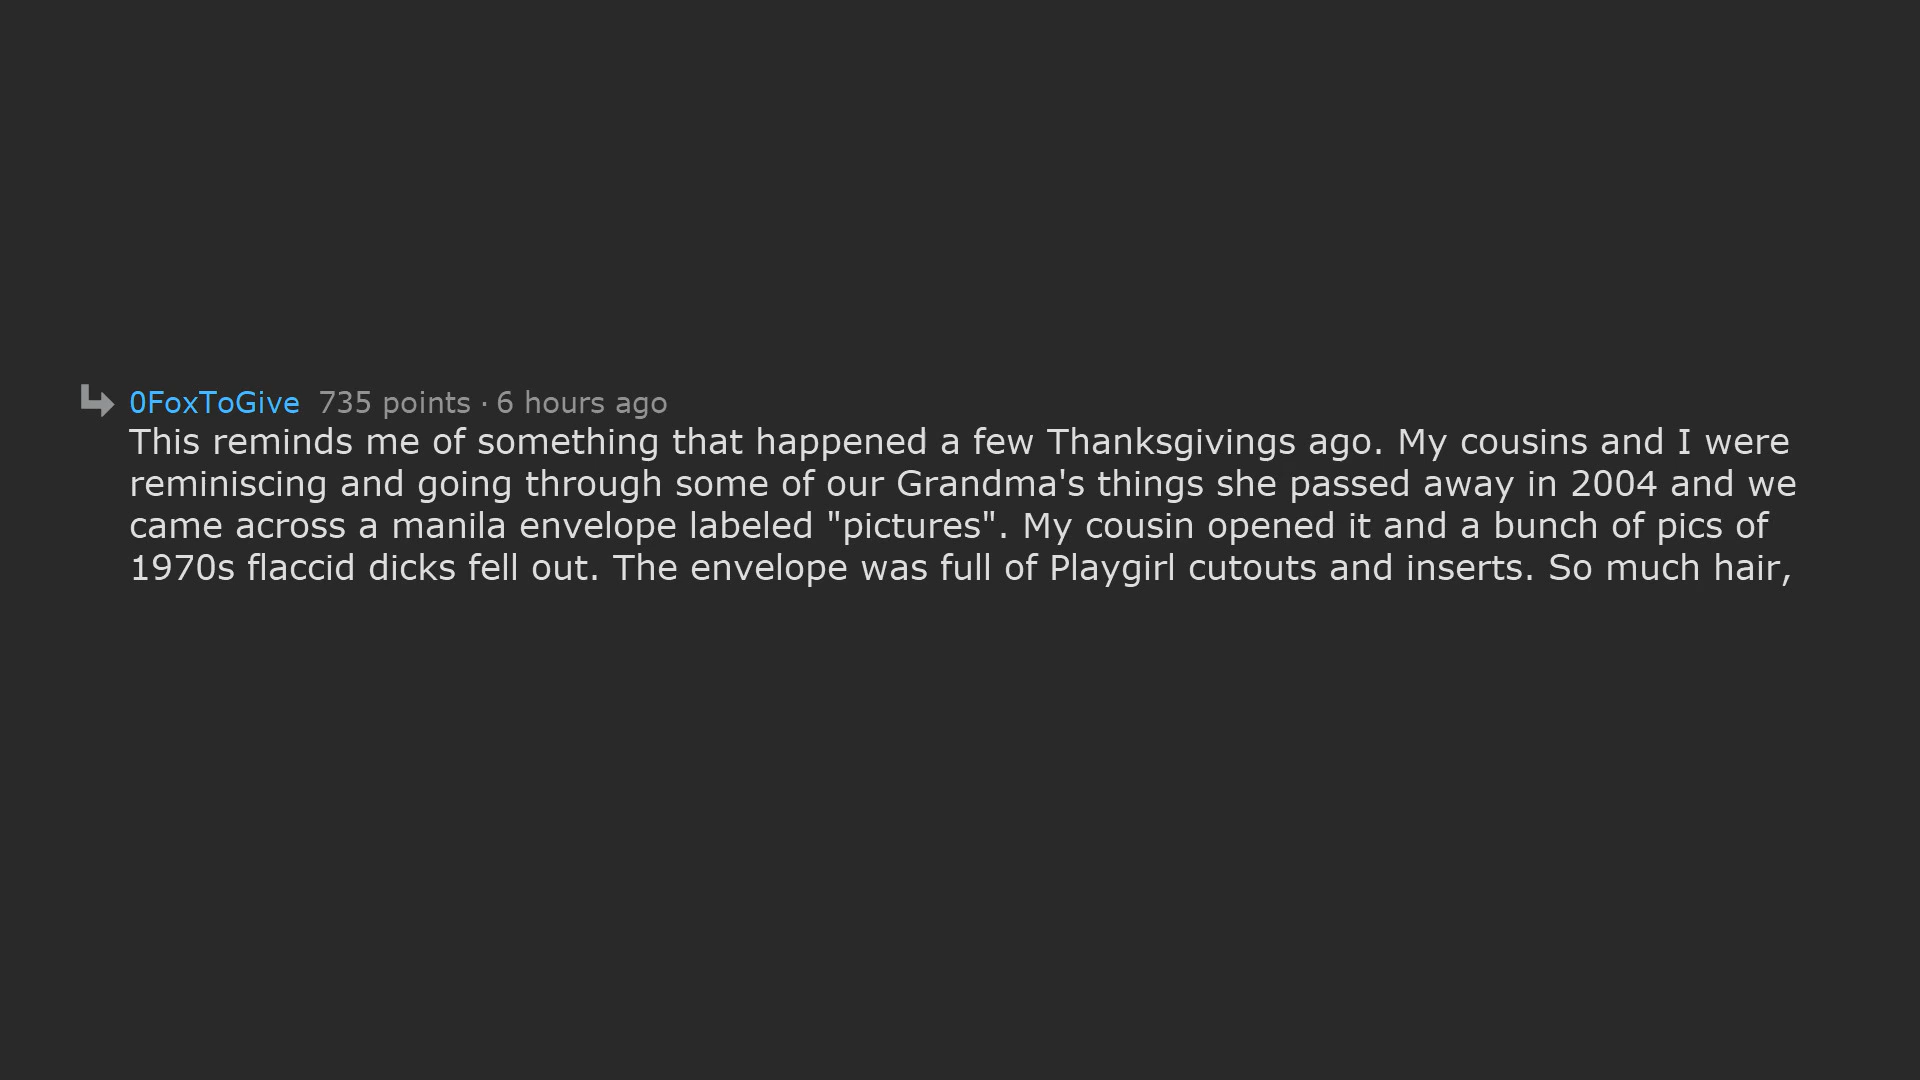 0FoxToGive 735 points · 6 hours ago
This reminds me of something that happened a few Thanksgivings ago. My cousins and I were
reminiscing and going through some of our Grandma's things she passed away in 2004 and we
came across a manila envelope labeled "pictures". My cousin opened it and a bunch of pics of
1970s flaccid dicks fell out. The envelope was full of Playgirl cutouts and inserts. So much hair,